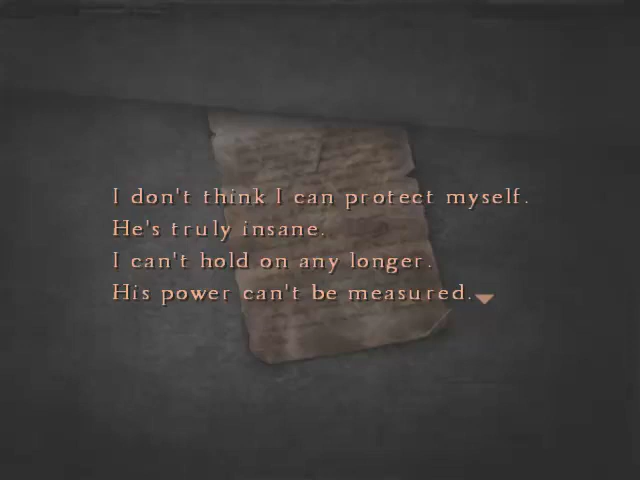 I don't think I can protect myself.
He's truly insane.
I can't hold on any longer.
His power can't be measured.